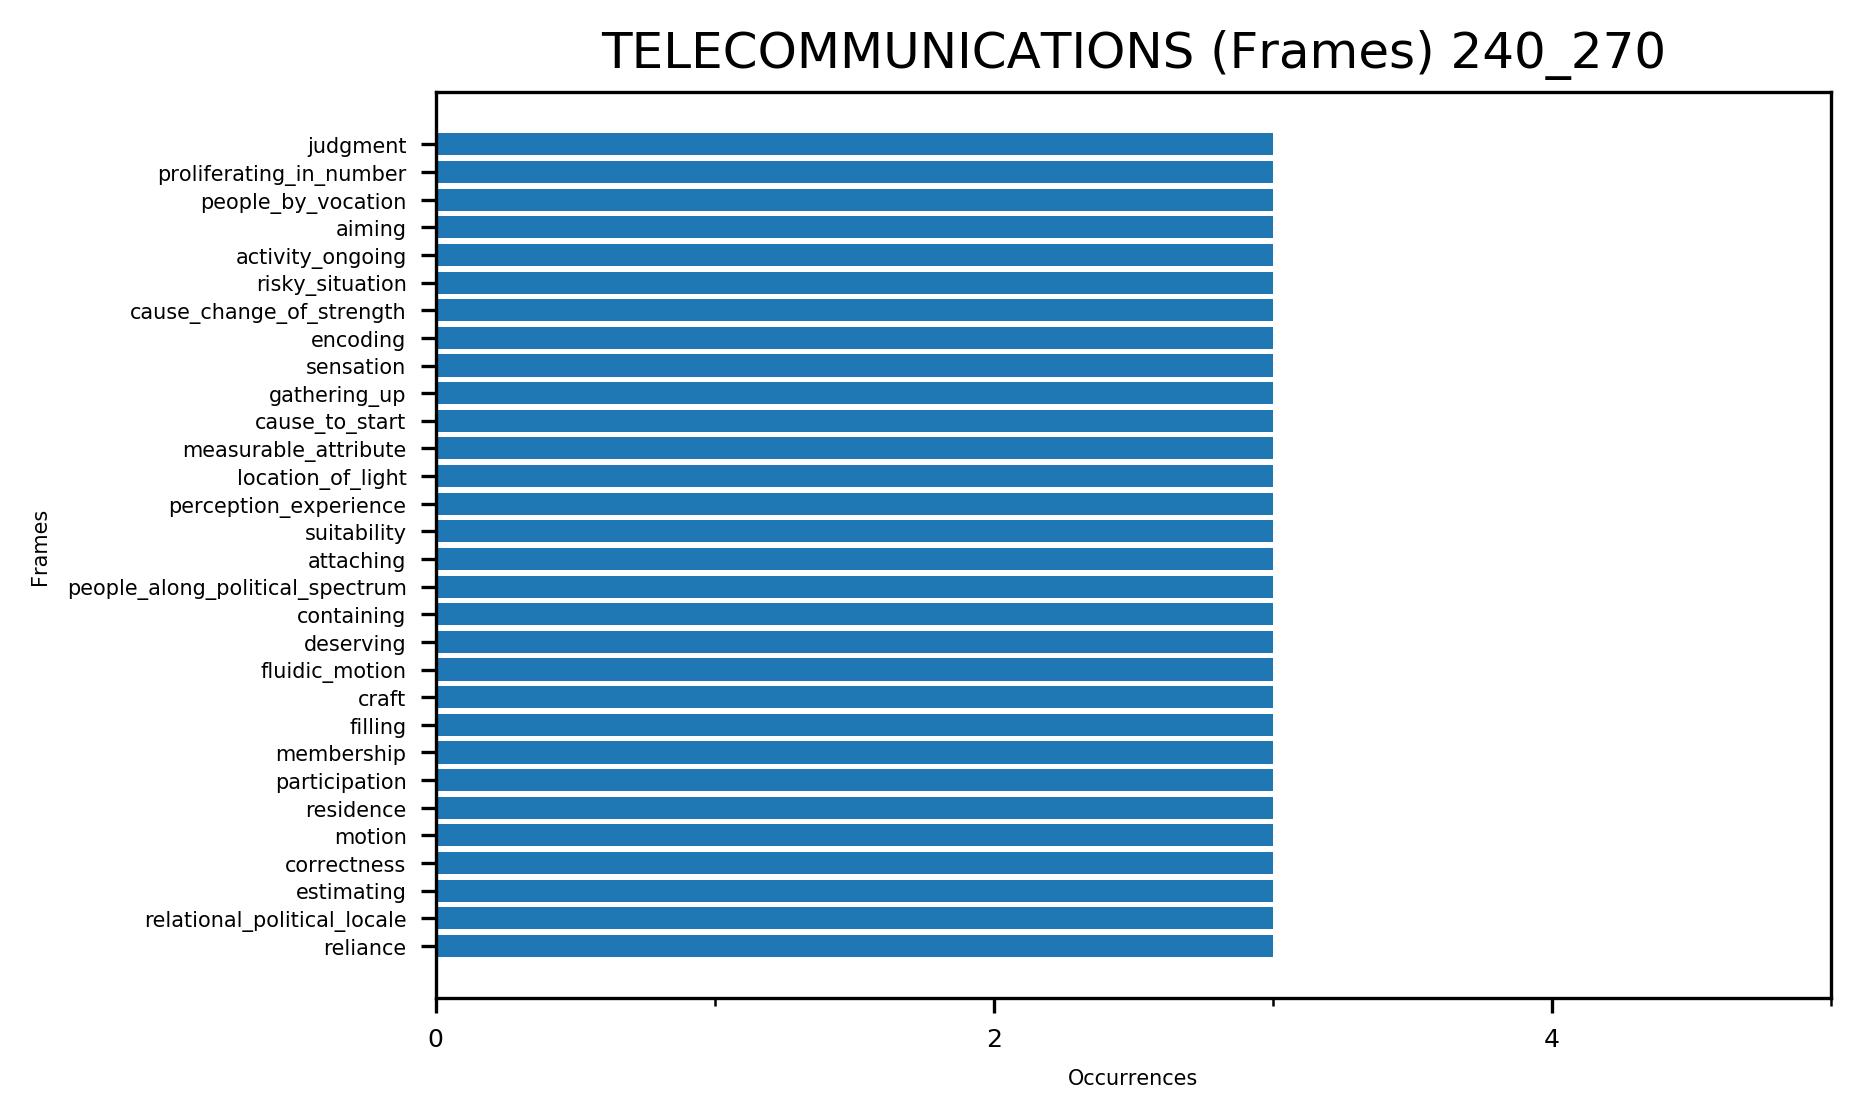 TELECOMMUNICATIONS (Frames) 240_270
judgment
proliferating_in_number
people_by_vocation
aiming
activity_ongoing
risky_situation
cause_change_of_strength
encoding
sensation
gathering_up
cause_to_start
measurable_attribute
location_of_light
perception_experience
suitability
attaching
people_along_political_spectrum
containing
deserving
fluidic_motion
craft
filling
membership
participation
residence
motion
correctness
estimating
relational_political_locale
reliance
Frames
0 2 4
Occurrences